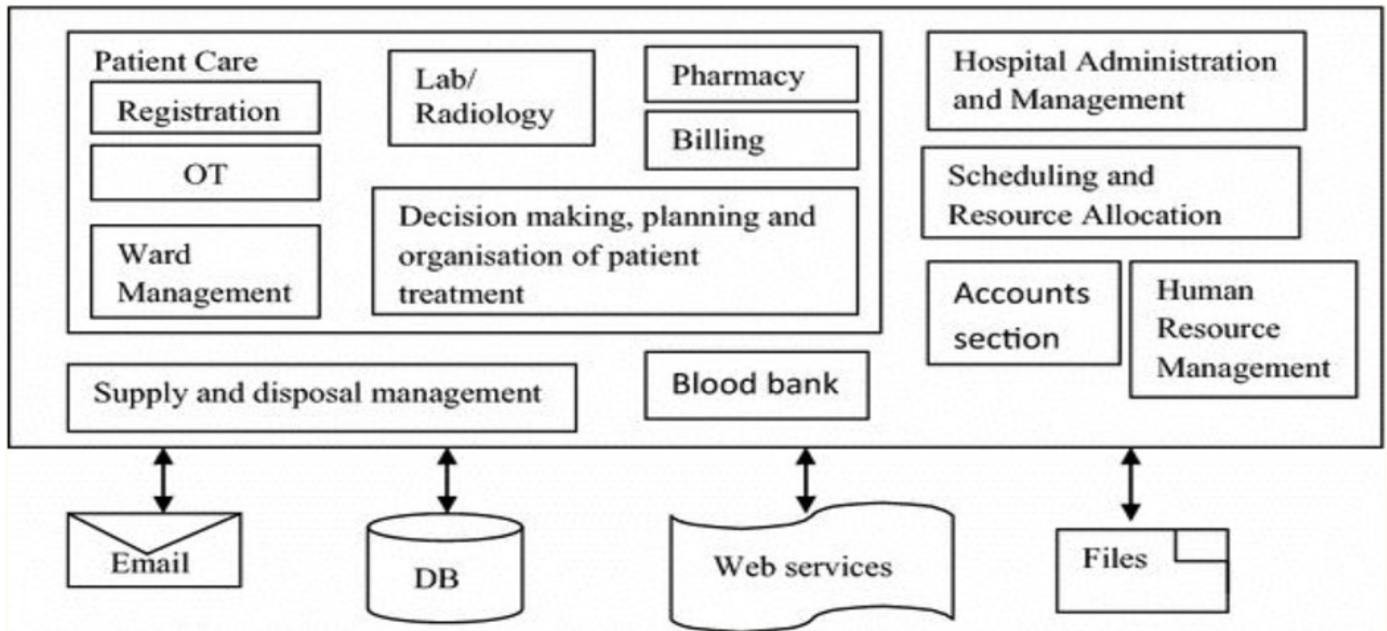 Patient Care
Registration
OT
Ward
Management
Lab/
Radiology
Pharmacy
Billing
Decision making, planning and
organisation of patient
treatment
Hospital Administration
and Management
Scheduling and
Resource Allocation
Accounts
section
Human
Resource
Management
Supply and disposal management
Blood bank
Email
DB
Web services
Files